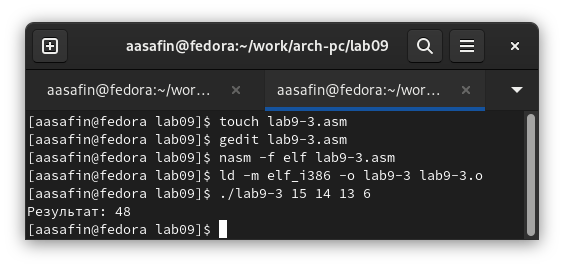 aasafin@fedora:~/work/arch-pc/lab09
aasafin@fedora:~/wor... aasafin@fedora:~/wor...
[aasafin@fedora lab09]$ touch lab9-3.asm
[aasafin@fedora lab09]$ gedit lab9-3.asm
[aasafin@fedora lab09]$ nasm -f elf lab9-3.asm
[aasafin@fedora lab09]$ ld -m elf_i386 -o lab9-3 lab9-3.o
[aasafin@fedora lab09]$ ./lab9-3 15 14 13 6
Результат: 48
[aasafin@fedora lab09]$